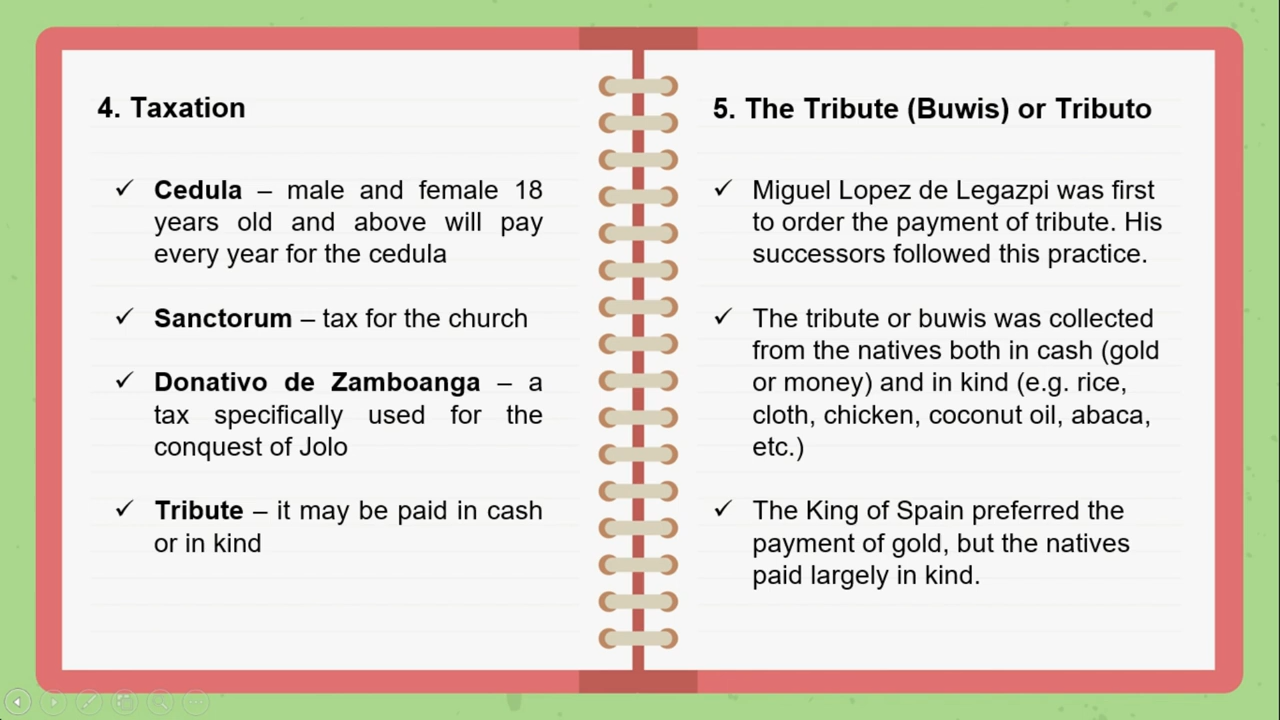 4. Taxation
✓ Cedula – male and female 18
years old and above will pay
every year for the cedula
✓ Sanctorum – tax for the church
✓ Donativo de Zamboanga – a
tax specifically used for the
conquest of Jolo
✓ Tribute – it may be paid in cash
or in kind
5. The Tribute (Buwis) or Tributo
✓ Miguel Lopez de Legazpi was first
to order the payment of tribute. His
successors followed this practice.
✓ The tribute or buwis was collected
from the natives both in cash (gold
or money) and in kind (e.g. rice,
cloth, chicken, coconut oil, abaca,
etc.)
✓ The King of Spain preferred the
payment of gold, but the natives
paid largely in kind.